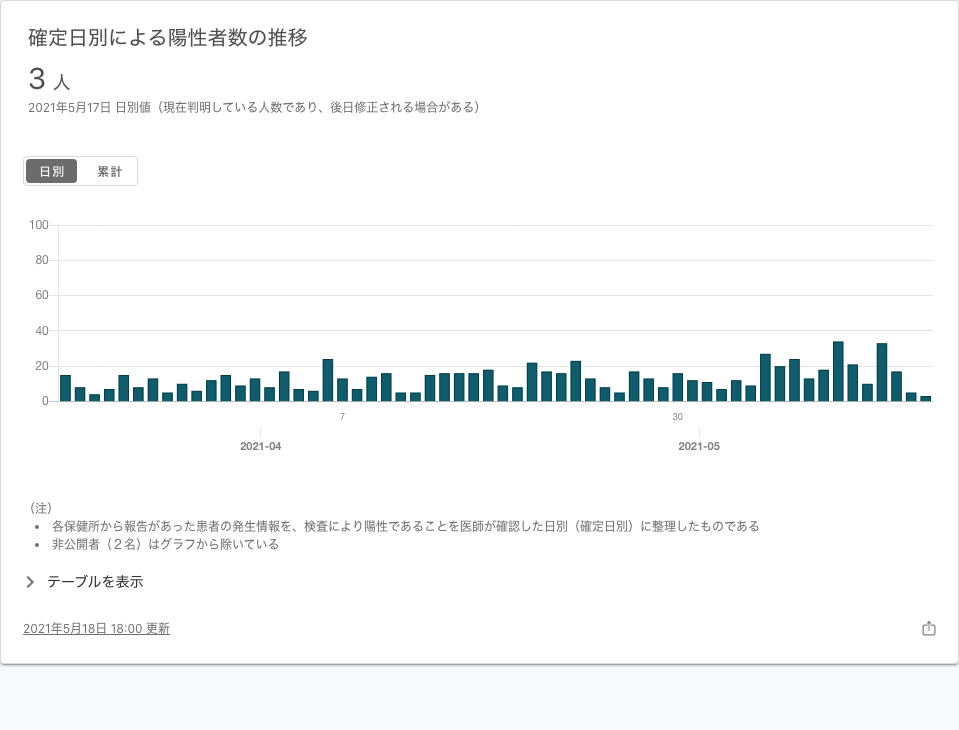 確定日別による陽性者数の推移
3 人
2021年5月17日 日別値（現在判明している人数であり、後日修正される場合がある）
日別 累計
100
80
60
40
20
0
7 30
2021-04 2021-05
（注）
• 各保健所から報告があった患者の発生情報を、検査により陽性であることを医師が確認した日別（確定日別）に整理したものである
• 非公開者（２名）はグラフから除いている
テーブルを表示
2021年5月18日 18:00 更新